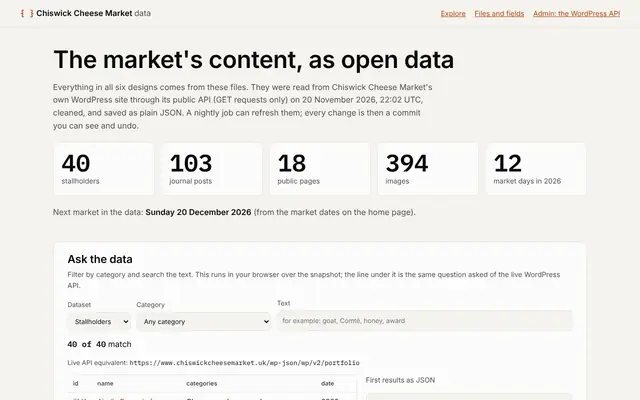 { } Chiswick Cheese Market data
Explore Files and fields Admin: the WordPress API
The market's content, as open data
Everything in all six designs comes from these files. They were read from Chiswick Cheese Market's
own WordPress site through its public API (GET requests only) on 20 November 2026, 22:02 UTC,
cleaned, and saved as plain JSON. A nightly job can refresh them; every change is then a commit
you can see and undo.
40
stallholders
103
journal posts
18
public pages
394
images
12
market days in 2026
Next market in the data: Sunday 20 December 2026 (from the market dates on the home page).
Ask the data
Filter by category and search the text. This runs in your browser over the snapshot; the line under it is the same question asked of the live WordPress
API.
Dataset Category Text
Stallholders Any category for example: goat, Comté, honey, award
40 of 40 match
Live API equivalent: https://www.chiswickcheesemarket.uk/wp-json/wp/v2/portfolio
id name categories date First results as JSON